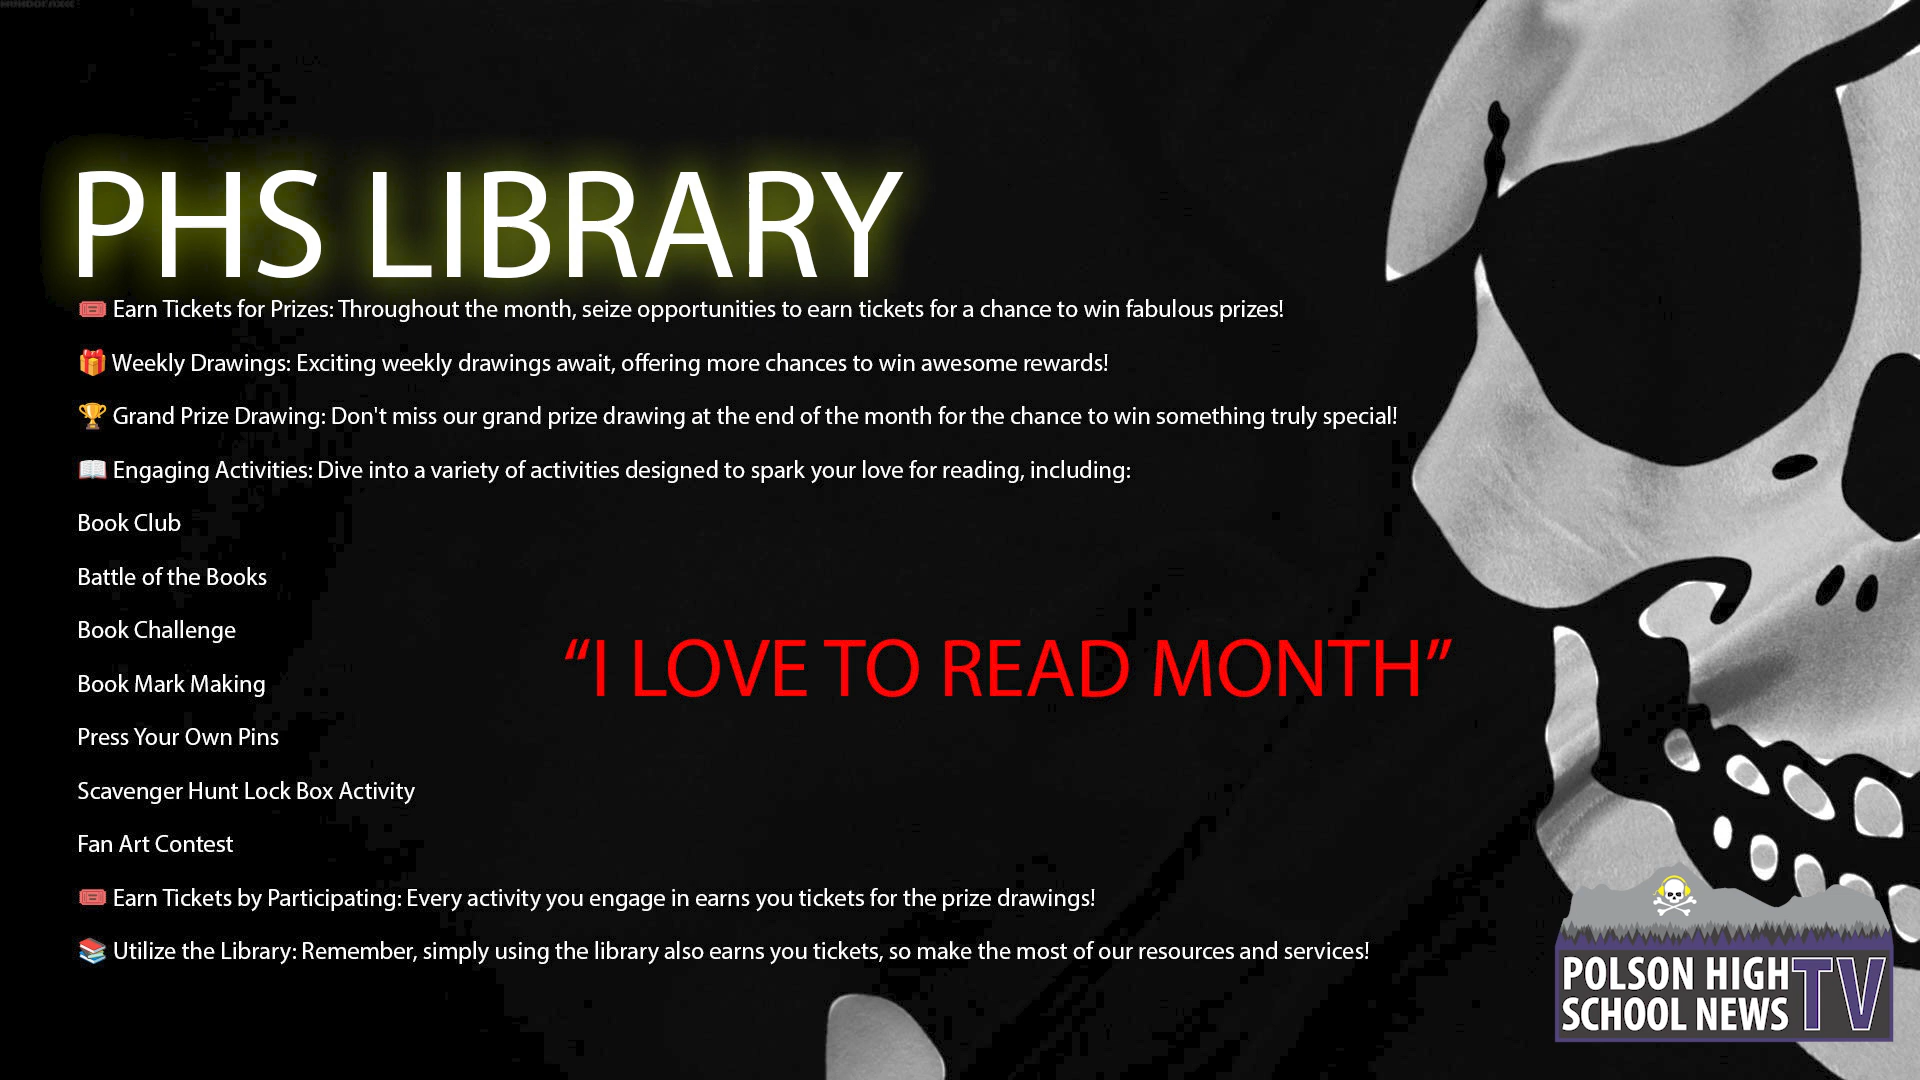 PHS LIBRARY
🎟️ Earn Tickets for Prizes: Throughout the month, seize opportunities to earn tickets for a chance to win fabulous prizes!
🎁 Weekly Drawings: Exciting weekly drawings await, offering more chances to win awesome rewards!
🏆 Grand Prize Drawing: Don't miss our grand prize drawing at the end of the month for the chance to win something truly special!
📖 Engaging Activities: Dive into a variety of activities designed to spark your love for reading, including:
Book Club
Battle of the Books
Book Challenge
“I LOVE TO READ MONTH”
Book Mark Making
Press Your Own Pins
Scavenger Hunt Lock Box Activity
Fan Art Contest
🎟️ Earn Tickets by Participating: Every activity you engage in earns you tickets for the prize drawings!
📚 Utilize the Library: Remember, simply using the library also earns you tickets, so make the most of our resources and services!
POLSON HIGH
SCHOOL NEWS
TV